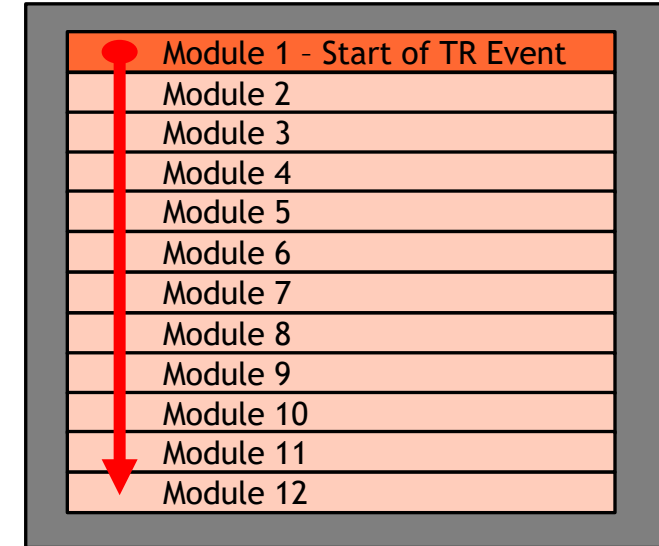 Module 1 – Start of TR Event
Module 2
Module 3
Module 4
Module 5
Module 6
Module 7
Module 8
Module 9
Module 10
Module 11
Module 12